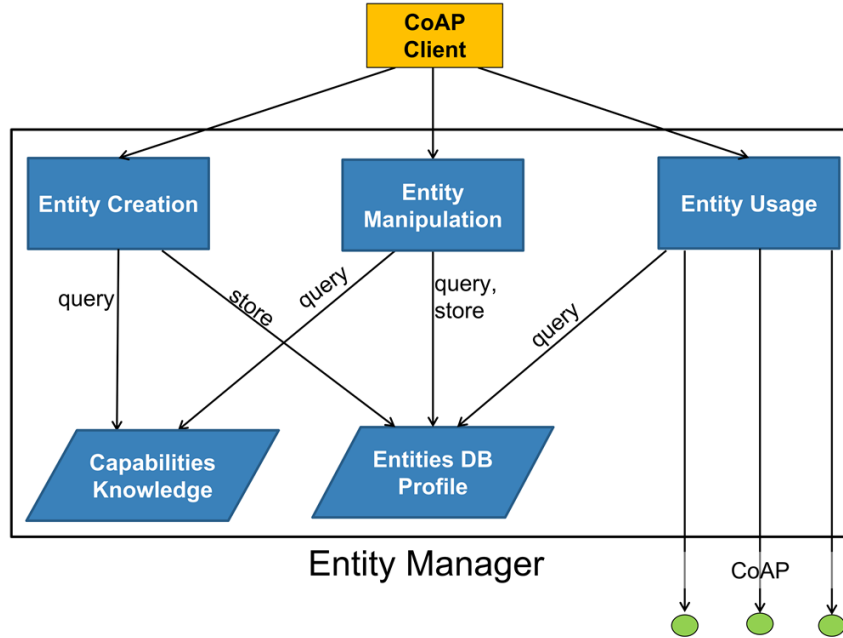 CoAP
Client
Entity Creation
Entity
Manipulation
Entity Usage
query
store
query
query,
store
query
Capabilities
Knowledge
Entities DB
Profile
Entity Manager
CoAP